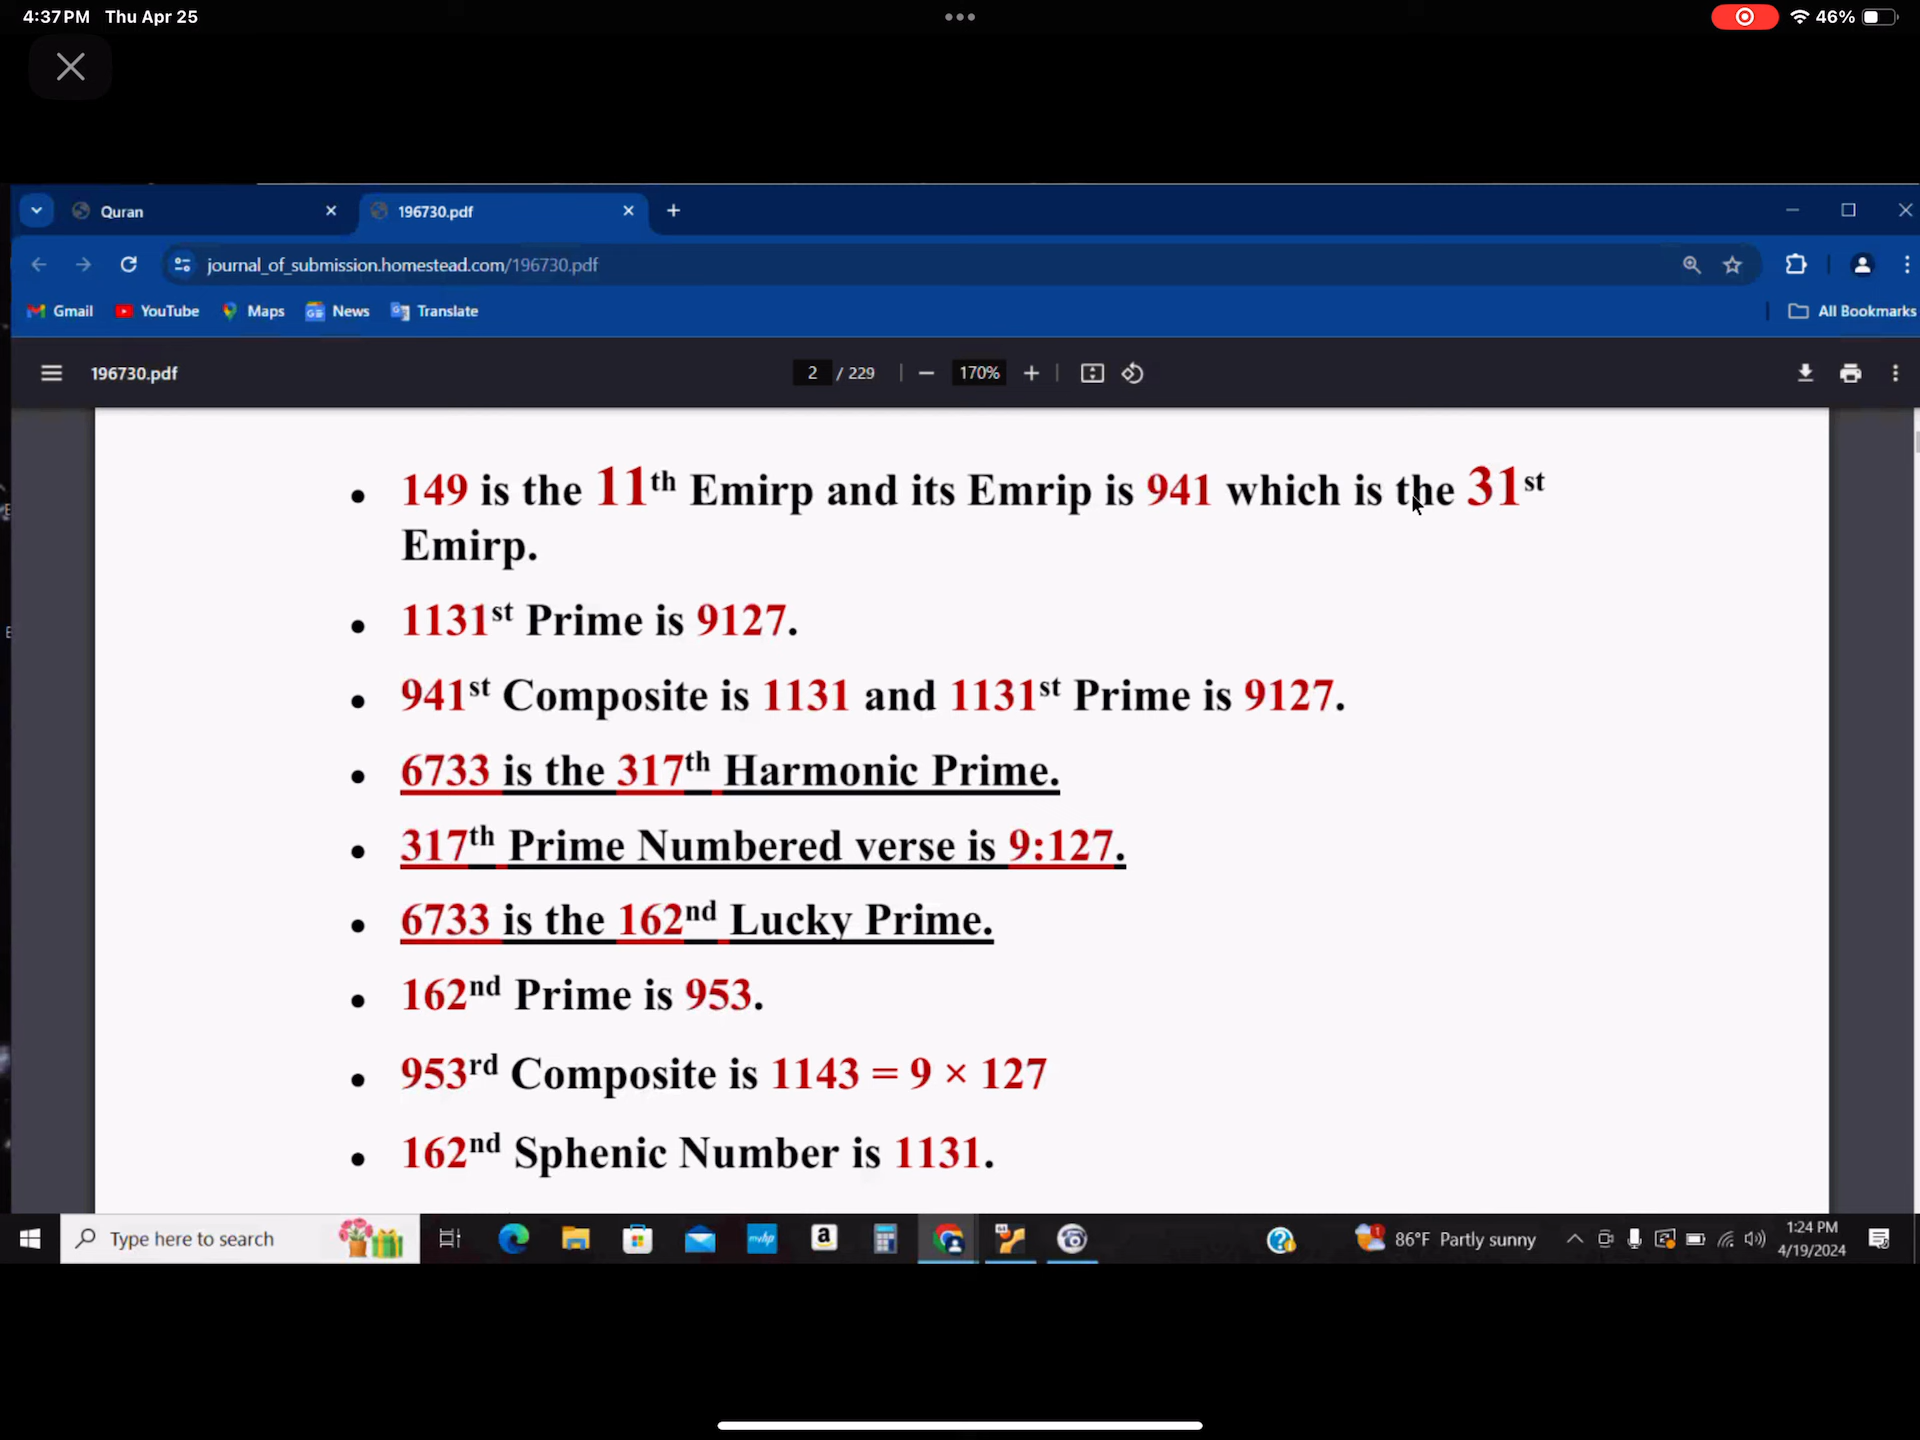 4:37PM Thu Apr 25
46%
Quran
196730.pdf
journal_of_submission.homestead.com/196730.pdf
Gmail YouTube Maps News Translate
All Bookmarks
196730.pdf
2 / 229
170%
• 149 is the 11th Emirp and its Emrip is 941 which is the 31st
Emirp.
• 1131st Prime is 9127.
• 941st Composite is 1131 and 1131st Prime is 9127.
• 6733 is the 317th Harmonic Prime.
• 317th Prime Numbered verse is 9:127.
• 6733 is the 162nd Lucky Prime.
• 162nd Prime is 953.
• 953rd Composite is 1143 = 9 × 127
• 162nd Sphenic Number is 1131.
Type here to search
86°F Partly sunny
1:24 PM
4/19/2024